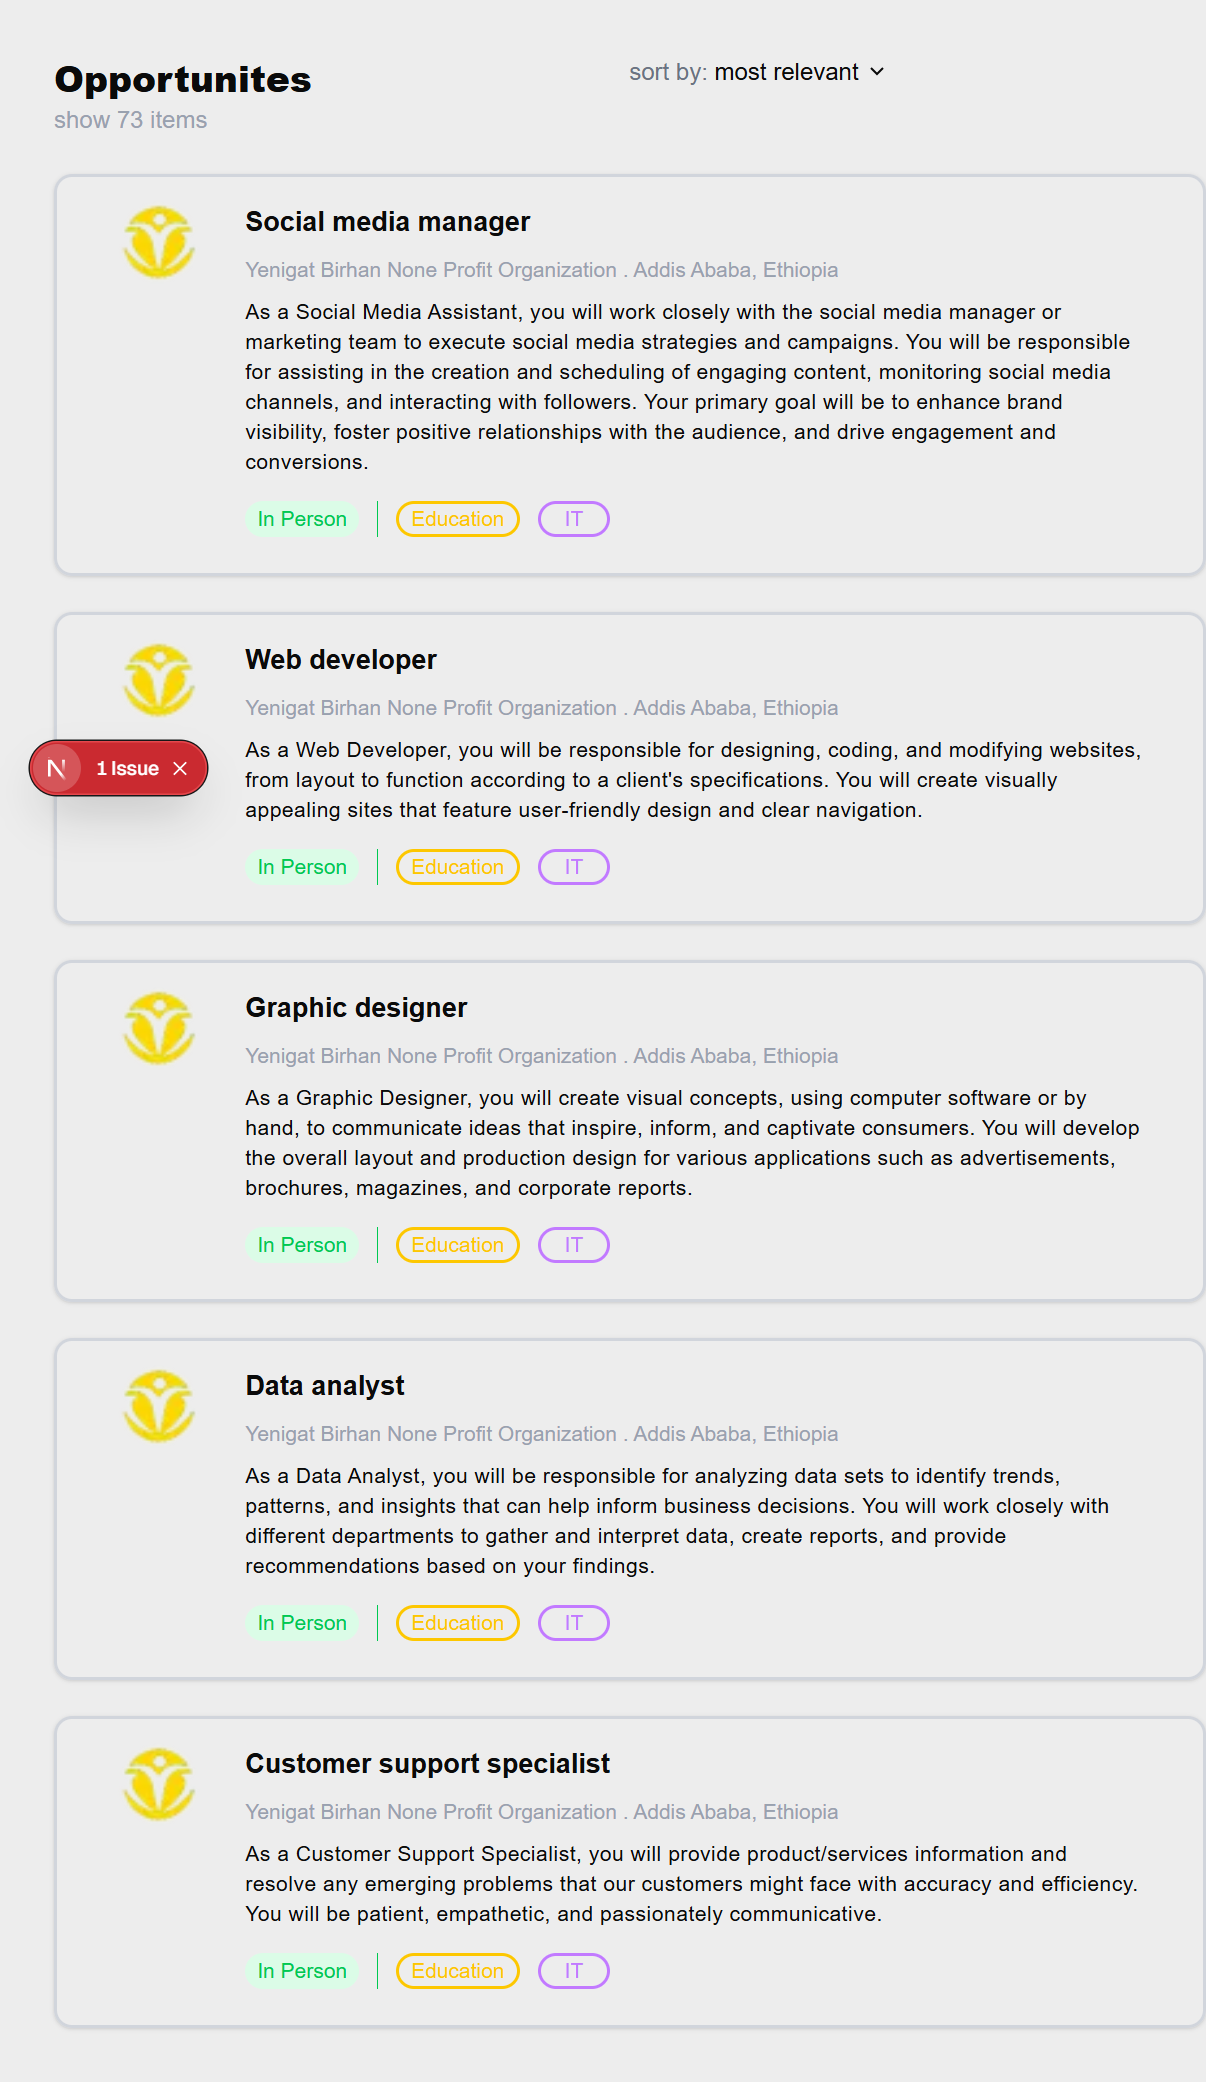 Opportunites
sort by: most relevant
show 73 items
Social media manager
Yenigat Birhan None Profit Organization . Addis Ababa, Ethiopia
As a Social Media Assistant, you will work closely with the social media manager or
marketing team to execute social media strategies and campaigns. You will be responsible
for assisting in the creation and scheduling of engaging content, monitoring social media
channels, and interacting with followers. Your primary goal will be to enhance brand
visibility, foster positive relationships with the audience, and drive engagement and
conversions.
In Person Education IT
Web developer
Yenigat Birhan None Profit Organization . Addis Ababa, Ethiopia
As a Web Developer, you will be responsible for designing, coding, and modifying websites,
N 1 Issue
from layout to function according to a client's specifications. You will create visually
appealing sites that feature user-friendly design and clear navigation.
In Person Education IT
Graphic designer
Yenigat Birhan None Profit Organization . Addis Ababa, Ethiopia
As a Graphic Designer, you will create visual concepts, using computer software or by
hand, to communicate ideas that inspire, inform, and captivate consumers. You will develop
the overall layout and production design for various applications such as advertisements,
brochures, magazines, and corporate reports.
In Person Education IT
Data analyst
Yenigat Birhan None Profit Organization . Addis Ababa, Ethiopia
As a Data Analyst, you will be responsible for analyzing data sets to identify trends,
patterns, and insights that can help inform business decisions. You will work closely with
different departments to gather and interpret data, create reports, and provide
recommendations based on your findings.
In Person Education IT
Customer support specialist
Yenigat Birhan None Profit Organization . Addis Ababa, Ethiopia
As a Customer Support Specialist, you will provide product/services information and
resolve any emerging problems that our customers might face with accuracy and efficiency.
You will be patient, empathetic, and passionately communicative.
In Person Education IT